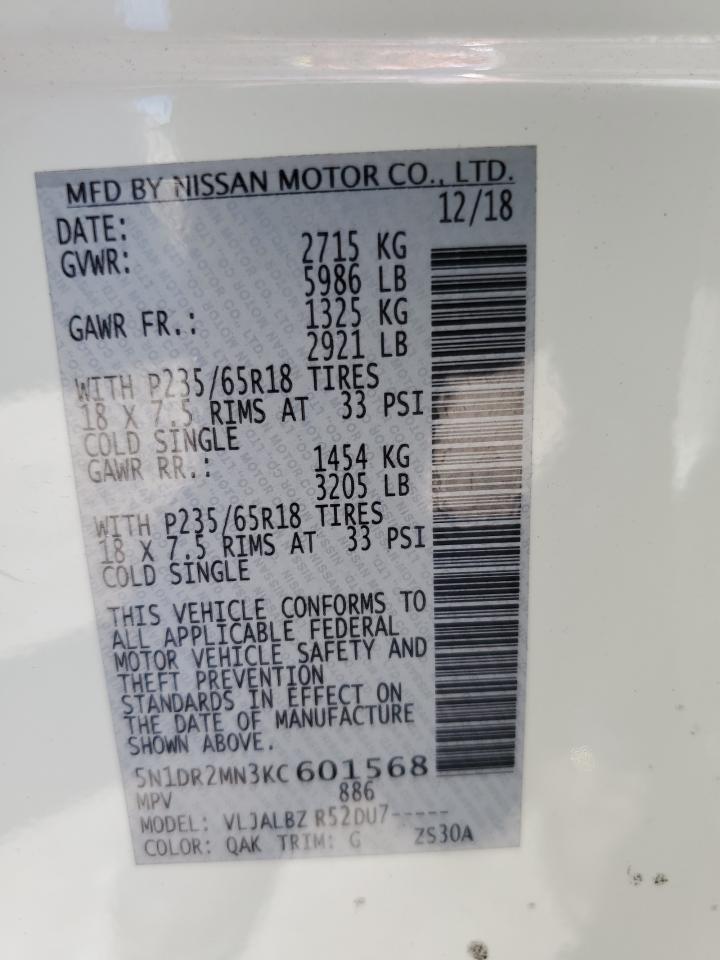 MFD BY NISSAN MOTOR CO., LTD.
DATE: 12/18
GVWR: 2715 KG
5986 LB
GAWR FR.: 1325 KG
2921 LB
WITH P235/65R18 TIRES
18 X 7.5 RIMS AT 33 PSI
COLD SINGLE
GAWR RR.: 1454 KG
3205 LB
WITH P235/65R18 TIRES
18 X 7.5 RIMS AT 33 PSI
COLD SINGLE
THIS VEHICLE CONFORMS TO
ALL APPLICABLE FEDERAL
MOTOR VEHICLE SAFETY AND
THEFT PREVENTION
STANDARDS IN EFFECT ON
THE DATE OF MANUFACTURE
SHOWN ABOVE.
5N1DR2MN3KC601568
MPV 886
MODEL: VLJALBZ R52DU7-----
COLOR: QAK TRIM: G ZS30A